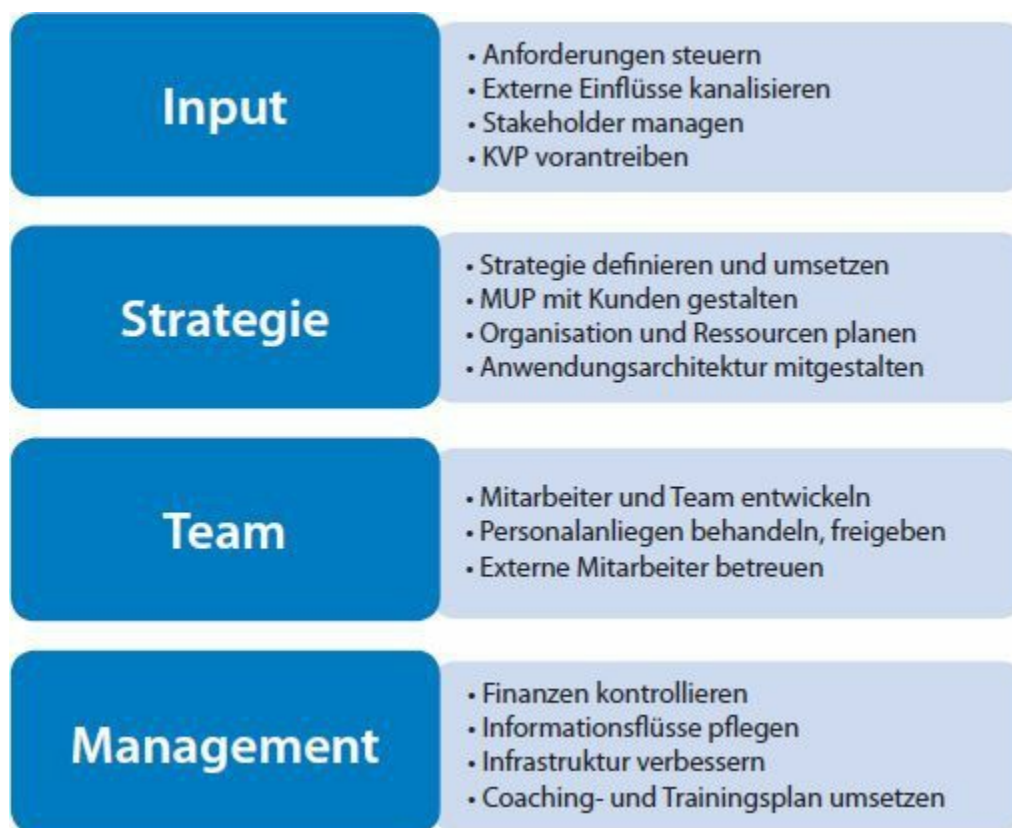 Input
• Anforderungen steuern
• Externe Einflüsse kanalisieren
• Stakeholder managen
• KVP vorantreiben
Strategie
• Strategie definieren und umsetzen
• MUP mit Kunden gestalten
• Organisation und Ressourcen planen
• Anwendungsarchitektur mitgestalten
Team
• Mitarbeiter und Team entwickeln
• Personalanliegen behandeln, freigeben
• Externe Mitarbeiter betreuen
Management
• Finanzen kontrollieren
• Informationsflüsse pflegen
• Infrastruktur verbessern
• Coaching- und Trainingsplan umsetzen